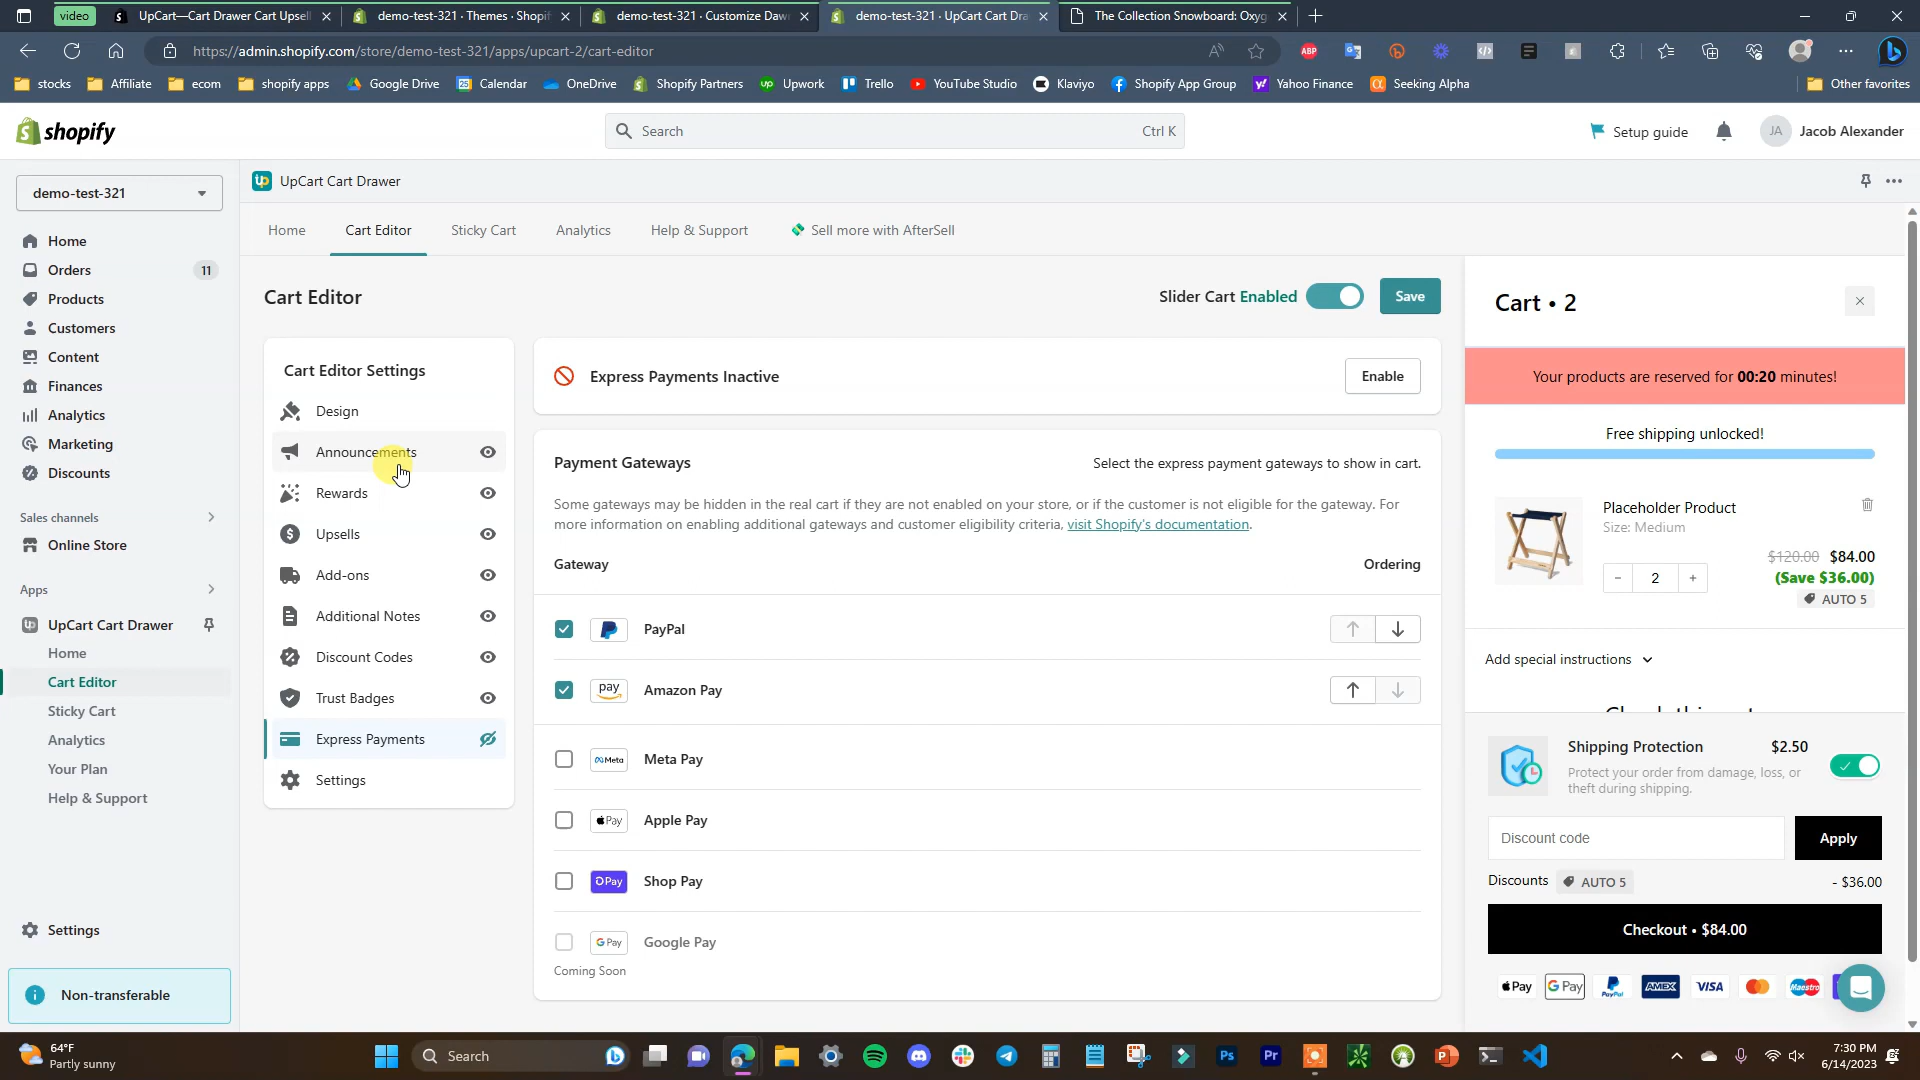 video
UpCart—Cart Drawer Cart Upsell
demo-test-321 · Themes · Shopif
demo-test-321 · Customize Daw
demo-test-321 · UpCart Cart Dra
The Collection Snowboard: Oxyg
https://admin.shopify.com/store/demo-test-321/apps/upcart-2/cart-editor
stocks
Affiliate
ecom
shopify apps
Google Drive
Calendar
OneDrive
Shopify Partners
Upwork
Trello
YouTube Studio
Klaviyo
Shopify App Group
Yahoo Finance
Seeking Alpha
Other favorites
shopify
Search
Ctrl K
Setup guide
JA
Jacob Alexander
demo-test-321
Home
Orders
11
Products
Customers
Content
Finances
Analytics
Marketing
Discounts
Sales channels
Online Store
Apps
UpCart Cart Drawer
Home
Cart Editor
Sticky Cart
Analytics
Your Plan
Help & Support
Settings
Non-transferable
UpCart Cart Drawer
Home
Cart Editor
Sticky Cart
Analytics
Help & Support
Sell more with AfterSell
Cart Editor
Slider Cart Enabled
Save
Cart Editor Settings
Design
Announcements
Rewards
Upsells
Add-ons
Additional Notes
Discount Codes
Trust Badges
Express Payments
Settings
Express Payments Inactive
Enable
Payment Gateways
Select the express payment gateways to show in cart.
Some gateways may be hidden in the real cart if they are not enabled on your store, or if the customer is not eligible for the gateway. For
more information on enabling additional gateways and customer eligibility criteria, visit Shopify's documentation.
Gateway
Ordering
PayPal
pay
Amazon Pay
Meta
Meta Pay
Pay
Apple Pay
Pay
Shop Pay
G Pay
Google Pay
Coming Soon
Cart • 2
Your products are reserved for 00:20 minutes!
Free shipping unlocked!
Placeholder Product
Size: Medium
$120.00 $84.00
(Save $36.00)
AUTO 5
- 2 +
Add special instructions
Shipping Protection
$2.50
Protect your order from damage, loss, or
theft during shipping.
Discount code
Apply
Discounts
AUTO 5
- $36.00
Checkout • $84.00
Pay
G Pay
PayPal
AMEX
VISA
Maestro
64°F
Partly sunny
Search
7:30 PM
6/14/2023